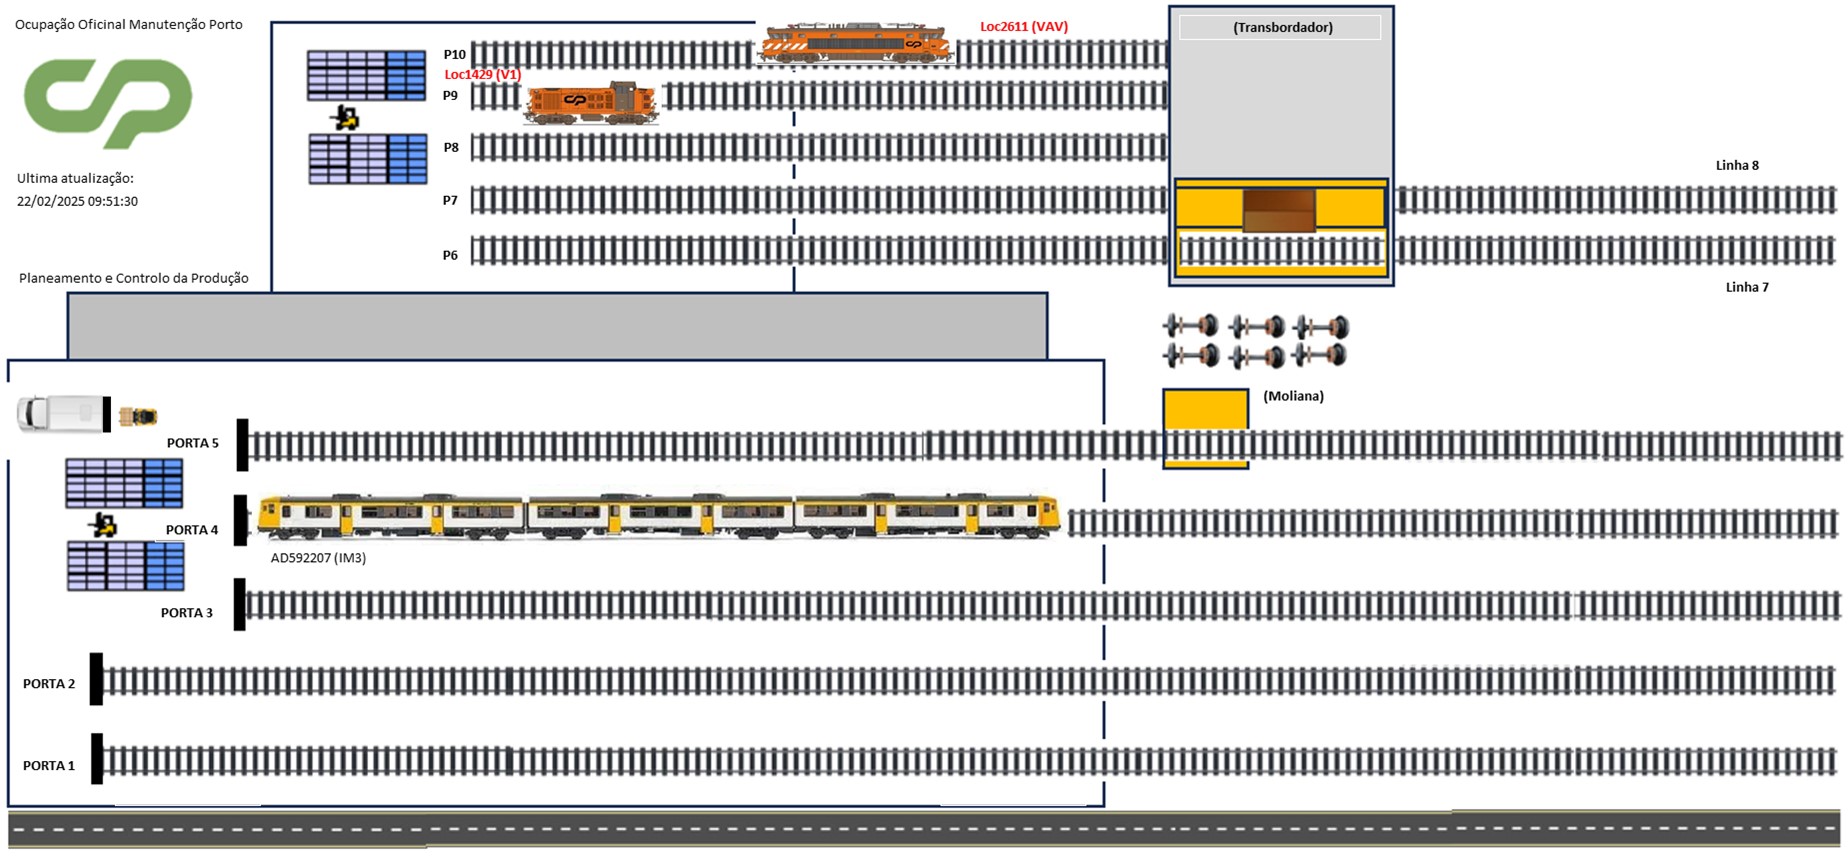 Ocupação Oficinal Manutenção Porto
Ultima atualização:
22/02/2025 09:51:30
Planeamento e Controlo da Produção
P10
Loc2611 (VAV)
(Transbordador)
Loc1429 (V1)
P9
P8
Linha 8
P7
P6
Linha 7
(Moliana)
PORTA 5
PORTA 4
AD592207 (IM3)
PORTA 3
PORTA 2
PORTA 1